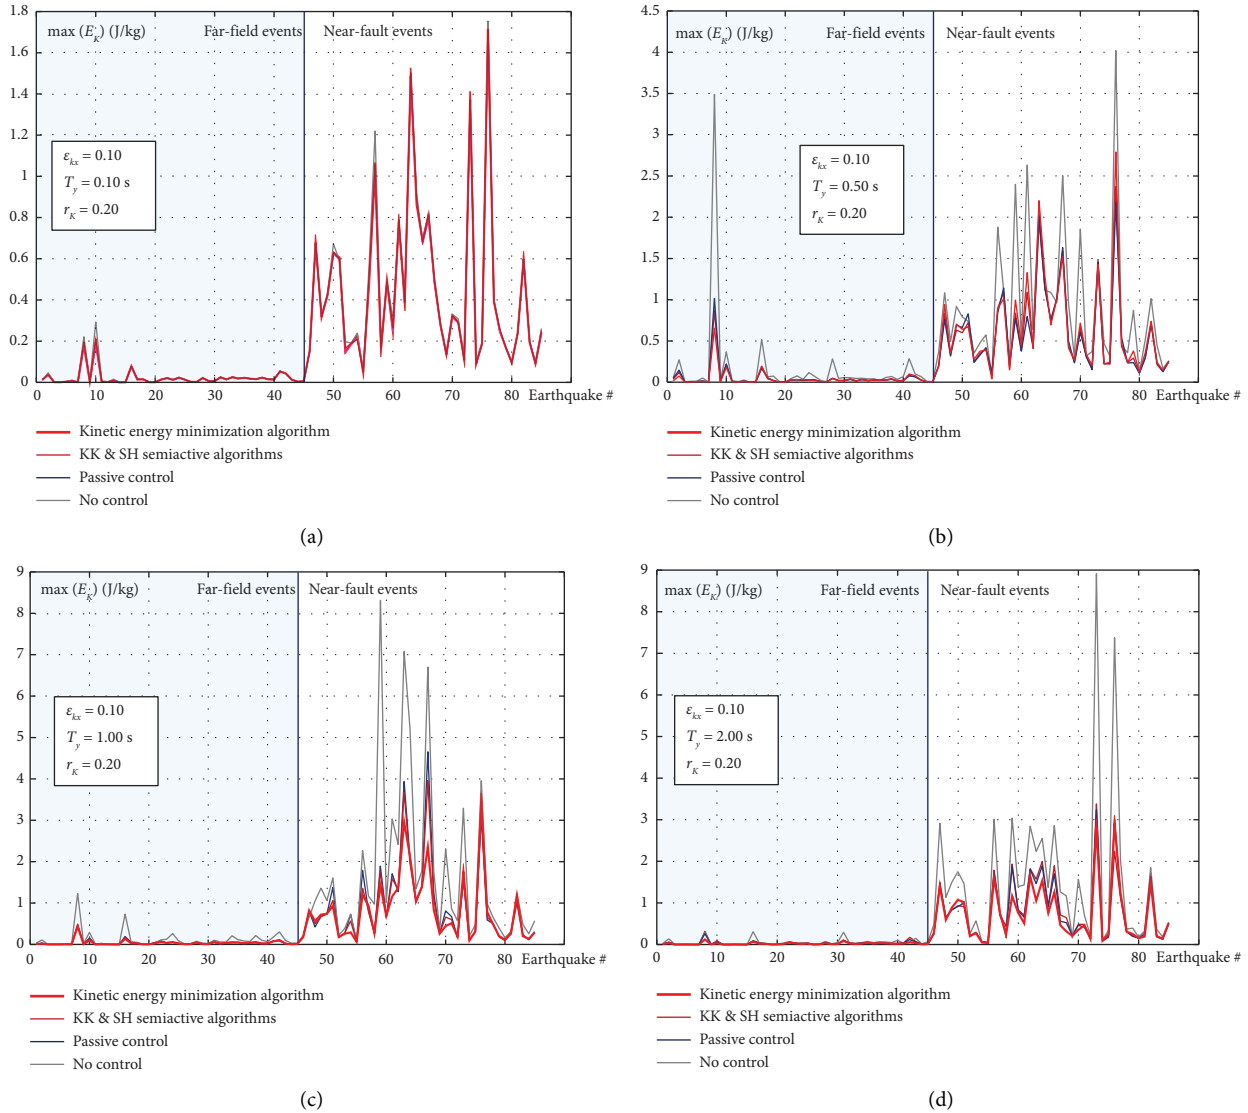 1.8
1.6
1.4
1.2
1
0.8
0.6
0.4
0.2
0
max (E_K) (J/kg)
Far-field events
Near-fault events
ε_kx = 0.10
T_y = 0.10 s
r_K = 0.20
0 10 20 30 40 50 60 70 80 Earthquake #
Kinetic energy minimization algorithm
KK & SH semiactive algorithms
Passive control
No control
(a)
4.5
4
3.5
3
2.5
2
1.5
1
0.5
0
max (E_K) (J/kg)
Far-field events
Near-fault events
ε_kx = 0.10
T_y = 0.50 s
r_K = 0.20
0 10 20 30 40 50 60 70 80 Earthquake #
Kinetic energy minimization algorithm
KK & SH semiactive algorithms
Passive control
No control
(b)
9
8
7
6
5
4
3
2
1
0
max (E_K) (J/kg)
Far-field events
Near-fault events
ε_kx = 0.10
T_y = 1.00 s
r_K = 0.20
0 10 20 30 40 50 60 70 80 Earthquake #
Kinetic energy minimization algorithm
KK & SH semiactive algorithms
Passive control
No control
(c)
9
8
7
6
5
4
3
2
1
0
max (E_K) (J/kg)
Far-field events
Near-fault events
ε_kx = 0.10
T_y = 2.00 s
r_K = 0.20
0 10 20 30 40 50 60 70 80 Earthquake #
Kinetic energy minimization algorithm
KK & SH semiactive algorithms
Passive control
No control
(d)